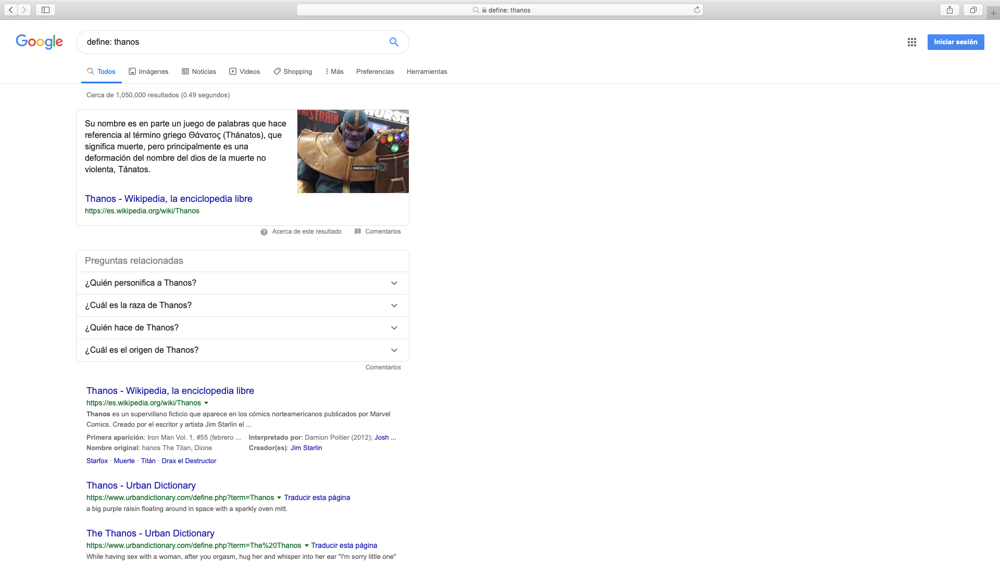 define: thanos
Google
define: thanos
Iniciar sesión
Todos
Imágenes
Noticias
Videos
Shopping
Más
Preferencias
Herramientas
Cerca de 1,050,000 resultados (0.49 segundos)
Su nombre es en parte un juego de palabras que hace
referencia al término griego Θάνατος (Thánatos), que
significa muerte, pero principalmente es una
deformación del nombre del dios de la muerte no
violenta, Tánatos.
THE STRAIN
NURSE
CINEMAMAKEUPS
Thanos - Wikipedia, la enciclopedia libre
https://es.wikipedia.org/wiki/Thanos
Acerca de este resultado
Comentarios
Preguntas relacionadas
¿Quién personifica a Thanos?
¿Cuál es la raza de Thanos?
¿Quién hace de Thanos?
¿Cuál es el origen de Thanos?
Comentarios
Thanos - Wikipedia, la enciclopedia libre
https://es.wikipedia.org/wiki/Thanos
Thanos es un supervillano ficticio que aparece en los cómics norteamericanos publicados por Marvel
Comics. Creado por el escritor y artista Jim Starlin el ...
Primera aparición: Iron Man Vol. 1, #55 (febrero ... Interpretado por: Damion Poitier (2012); Josh ...
Nombre original: hanos The Titan, Dione Creador(es): Jim Starlin
Starfox · Muerte · Titán · Drax el Destructor
Thanos - Urban Dictionary
https://www.urbandictionary.com/define.php?term=Thanos Traducir esta página
a big purple raisin floating around in space with a sparkly oven mitt.
The Thanos - Urban Dictionary
https://www.urbandictionary.com/define.php?term=The%20Thanos Traducir esta página
While having sex with a woman, after you orgasm, hug her and whisper into her ear "I'm sorry little one"